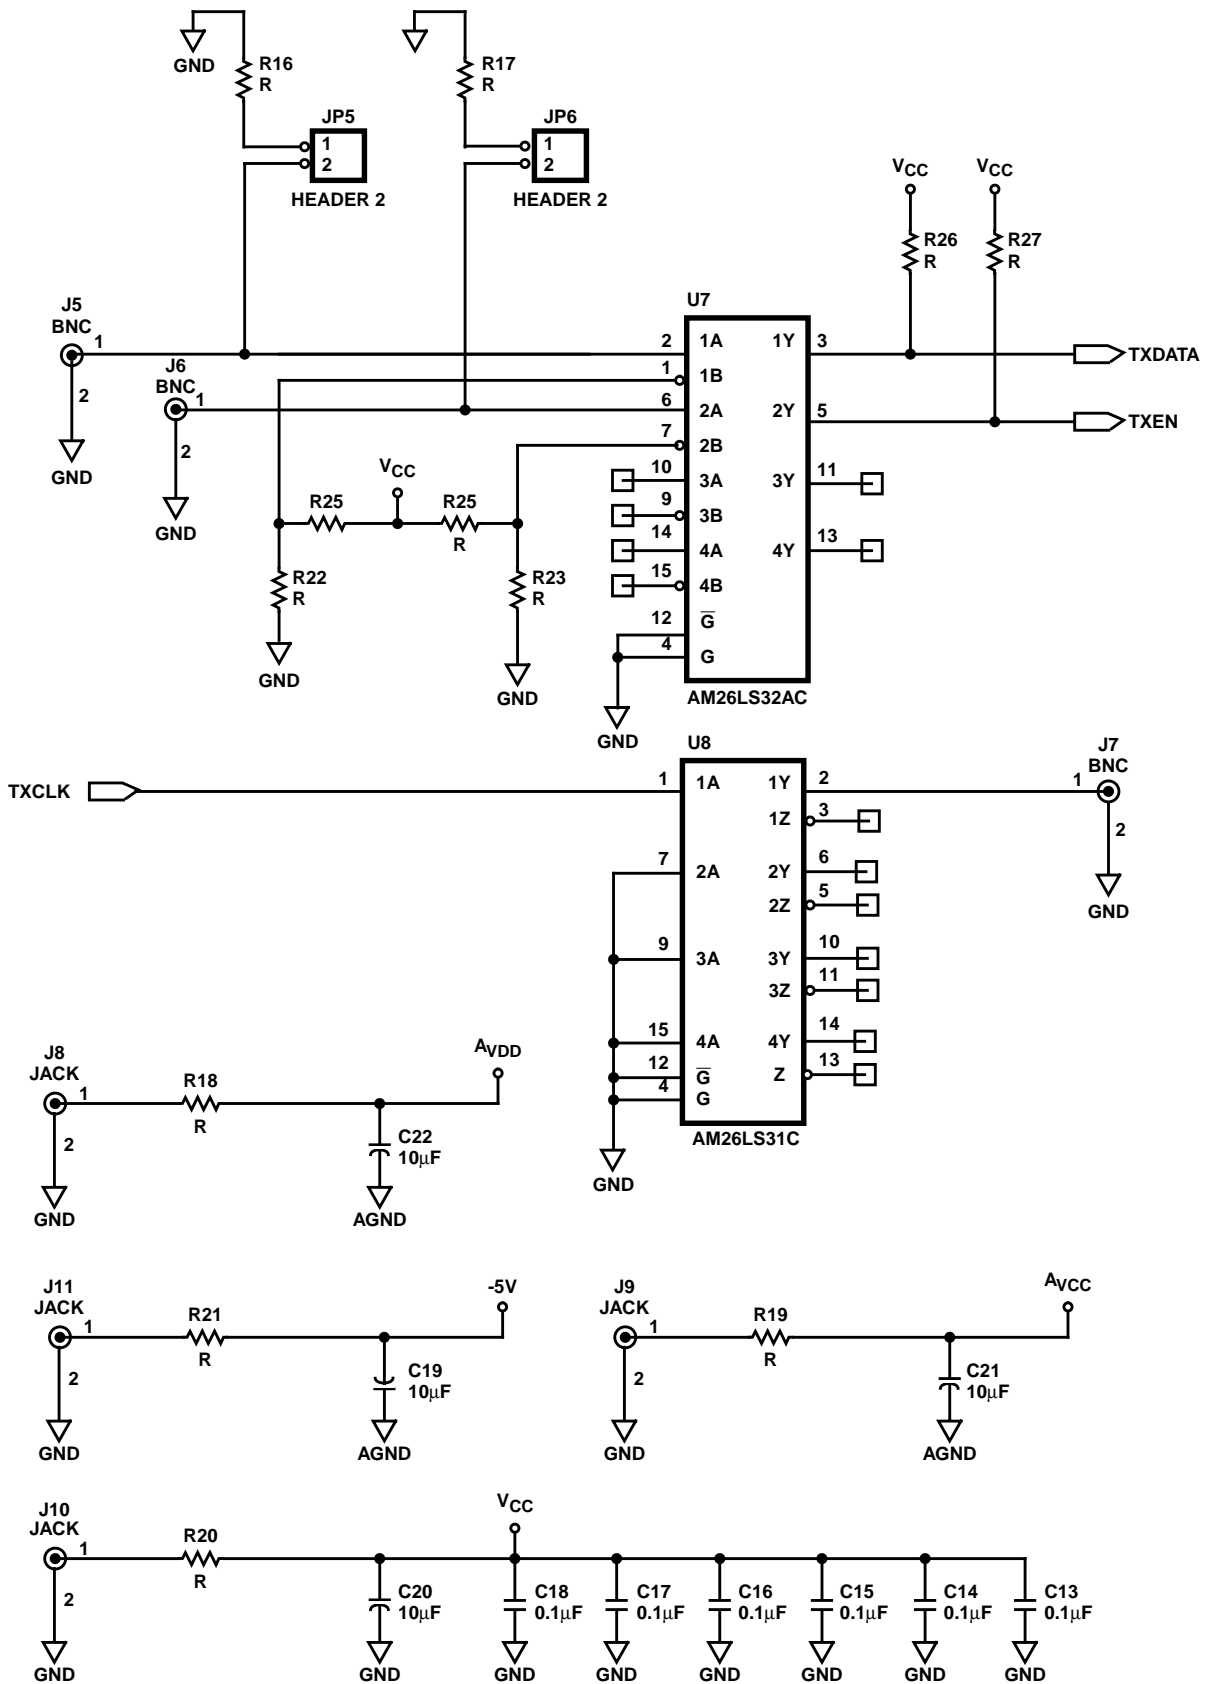 GND
R16
R
R17
R
JP5
1
2
HEADER 2
JP6
1
2
HEADER 2
VCC
VCC
R26
R
R27
R
J5
BNC
1
2
GND
J6
BNC
1
2
GND
U7
2 1A
1 1B
6 2A
7 2B
10 3A
9 3B
14 4A
15 4B
12 G̅
4 G
1Y 3
2Y 5
3Y 11
4Y 13
AM26LS32AC
TXDATA
TXEN
VCC
R25
R25
R
R22
R
R23
R
GND
GND
GND
U8
TXCLK
1 1A
7 2A
9 3A
15 4A
12 G̅
4 G
1Y 2
1Z 3
2Y 6
2Z 5
3Y 10
3Z 11
4Y 14
Z 13
AM26LS31C
GND
J7
BNC
1
2
GND
J8
JACK
1
2
GND
R18
R
AVDD
C22
10μF
AGND
J11
JACK
1
2
GND
R21
R
-5V
C19
10μF
AGND
J9
JACK
1
2
GND
R19
R
AVCC
C21
10μF
AGND
J10
JACK
1
2
GND
R20
R
VCC
C20
10μF
C18
0.1μF
C17
0.1μF
C16
0.1μF
C15
0.1μF
C14
0.1μF
C13
0.1μF
GND
GND
GND
GND
GND
GND
GND